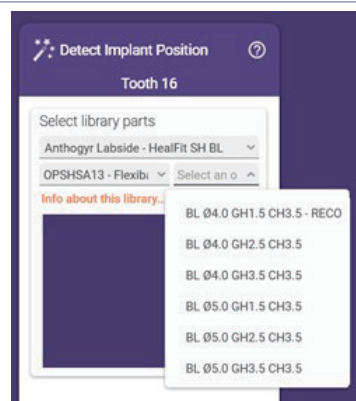 Detect Implant Position
Tooth 16
Select library parts
Anthogyr Labside - HealFit SH BL
OPSHSA13 - Flexiba
Select an o
Info about this library...
BL Ø4.0 GH1.5 CH3.5 - RECO
BL Ø4.0 GH2.5 CH3.5
BL Ø4.0 GH3.5 CH3.5
BL Ø5.0 GH1.5 CH3.5
BL Ø5.0 GH2.5 CH3.5
BL Ø5.0 GH3.5 CH3.5